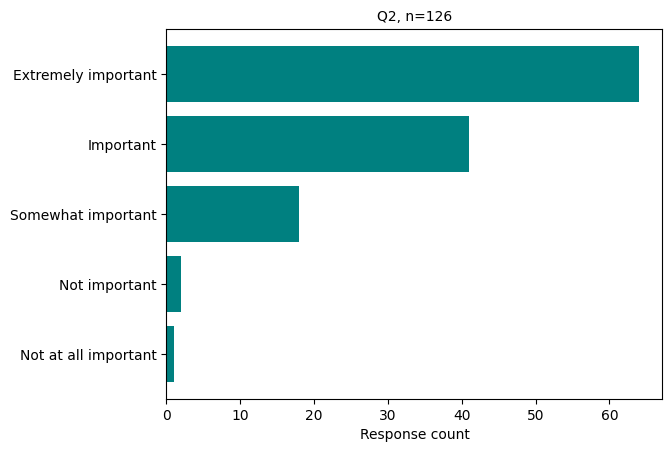 Q2, n=126
Extremely important
Important
Somewhat important
Not important
Not at all important
0 10 20 30 40 50 60
Response count